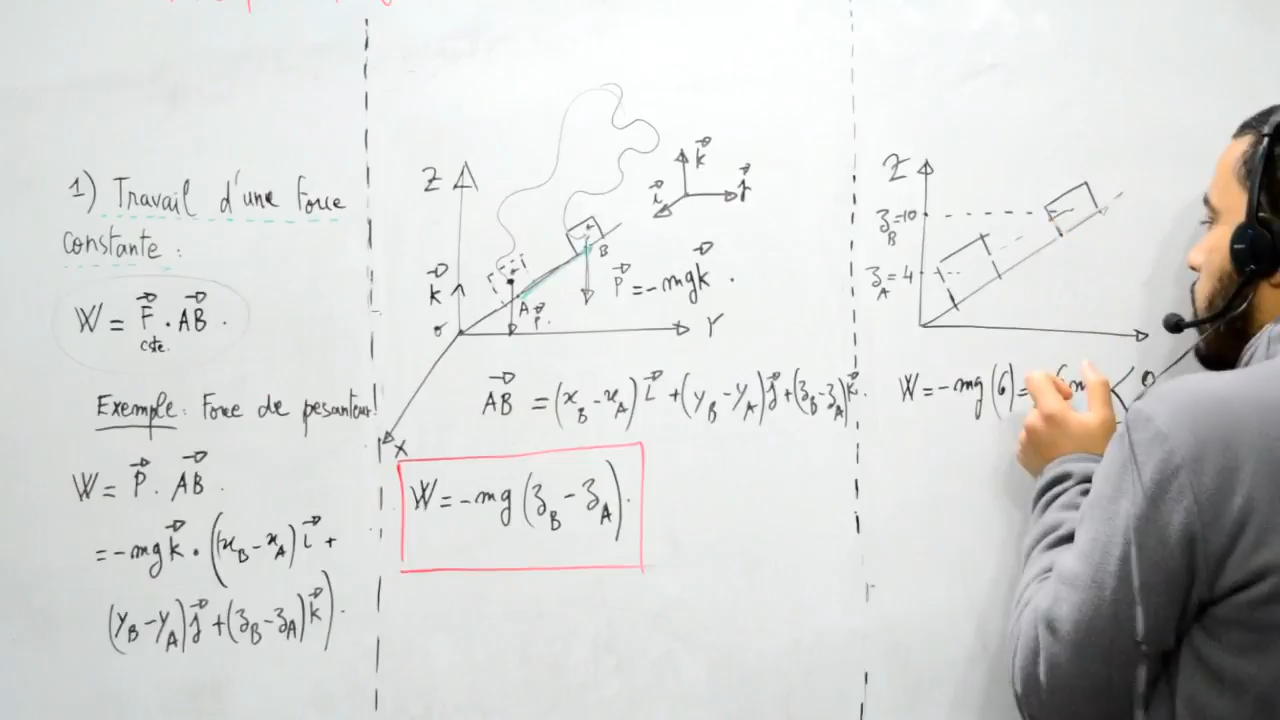 1) Travail d'une Force
constante :
W = F⃗ . AB⃗ .
cste.
Exemple : Force de pesanteur!
W = P⃗ . AB⃗ .
= -mg k⃗ . ((x_B - x_A) i⃗ +
(y_B - y_A) j⃗ + (z_B - z_A) k⃗ ) .
Z
k⃗
o
X
Y
A
P⃗.
B
P⃗ = -mg k⃗ .
k⃗
i⃗
j⃗
AB⃗ = (x_B - x_A) i⃗ + (y_B - y_A) j⃗ + (z_B - z_A) k⃗ .
W = -mg (z_B - z_A) .
Z
z_B = 10
z_A = 4
W = -mg (6) =